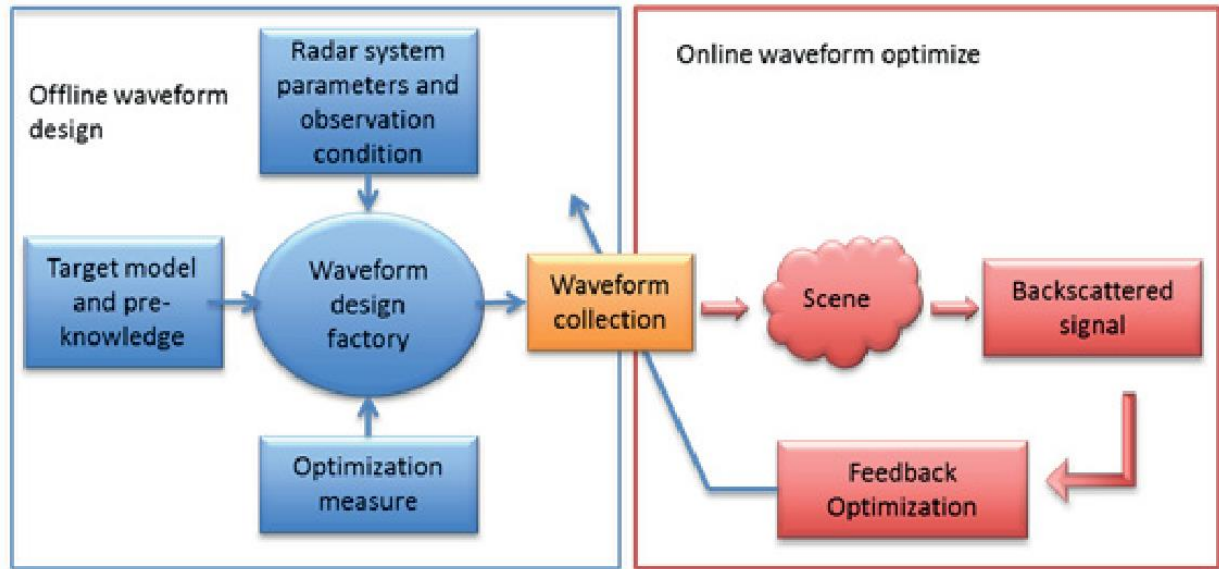 Offline waveform
design
Radar system
parameters and
observation
condition
Target model
and pre-
knowledge
Waveform
design
factory
Optimization
measure
Waveform
collection
Online waveform optimize
Scene
Backscattered
signal
Feedback
Optimization